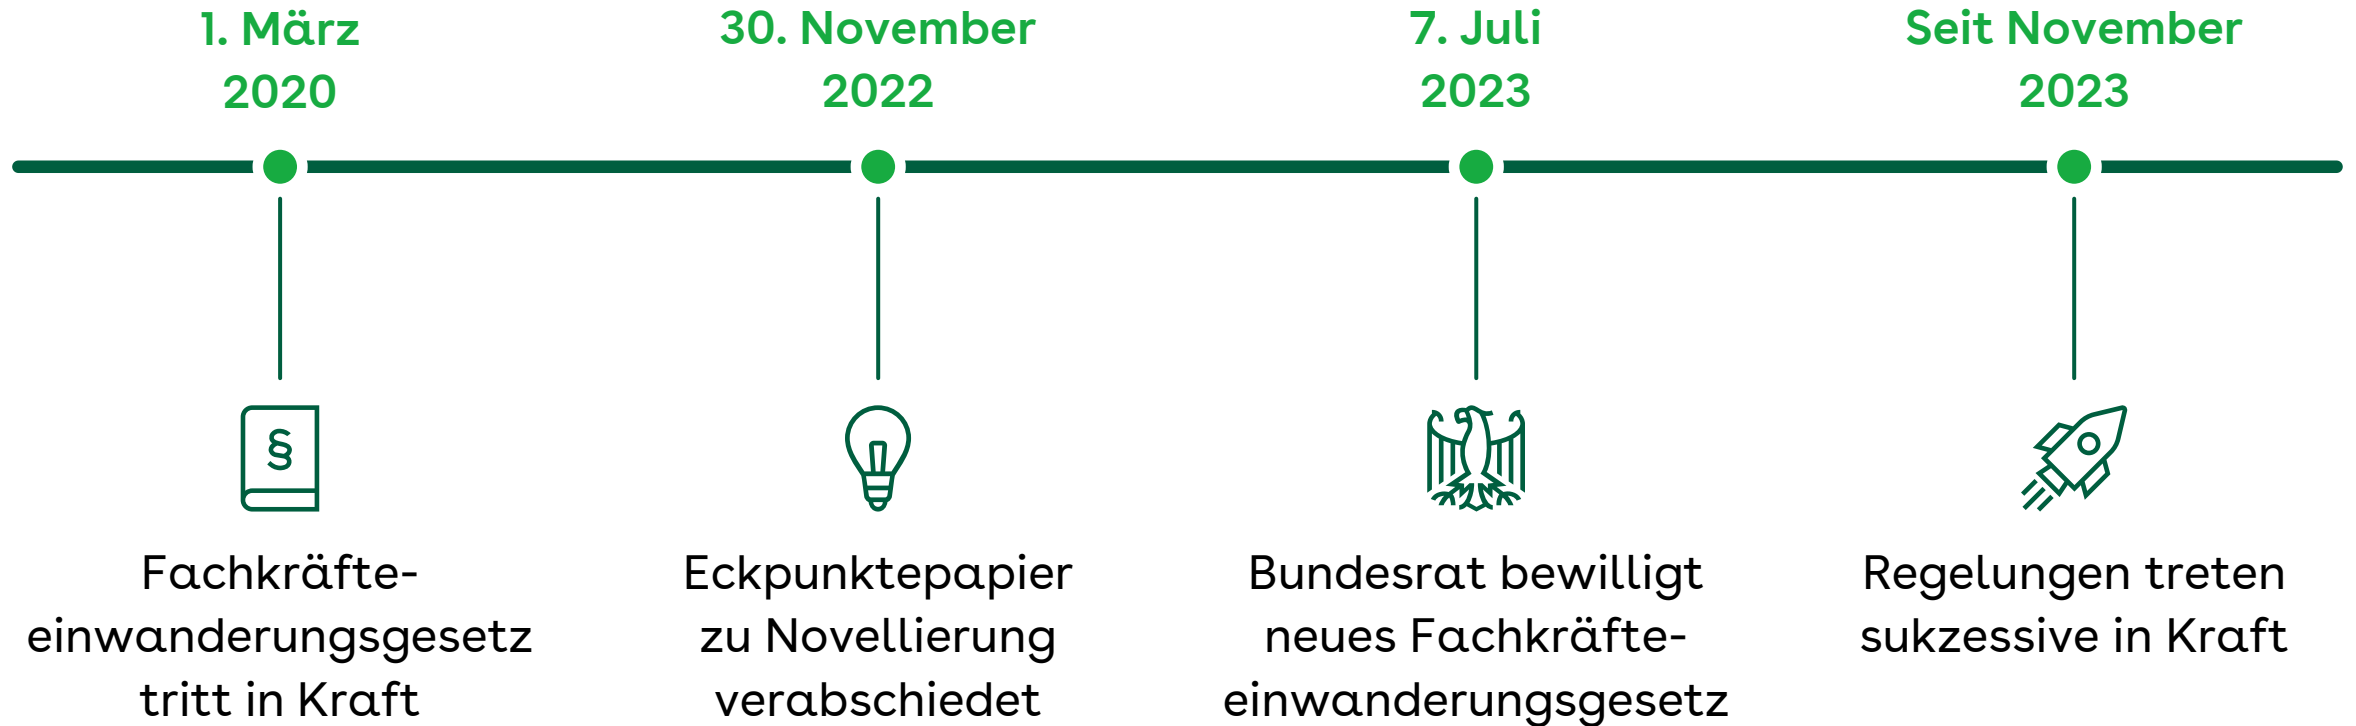 1. März
2020
30. November
2022
7. Juli
2023
Seit November
2023
§
Fachkräfte-
einwanderungsgesetz
tritt in Kraft
Eckpunktepapier
zu Novellierung
verabschiedet
Bundesrat bewilligt
neues Fachkräfte-
einwanderungsgesetz
Regelungen treten
sukzessive in Kraft